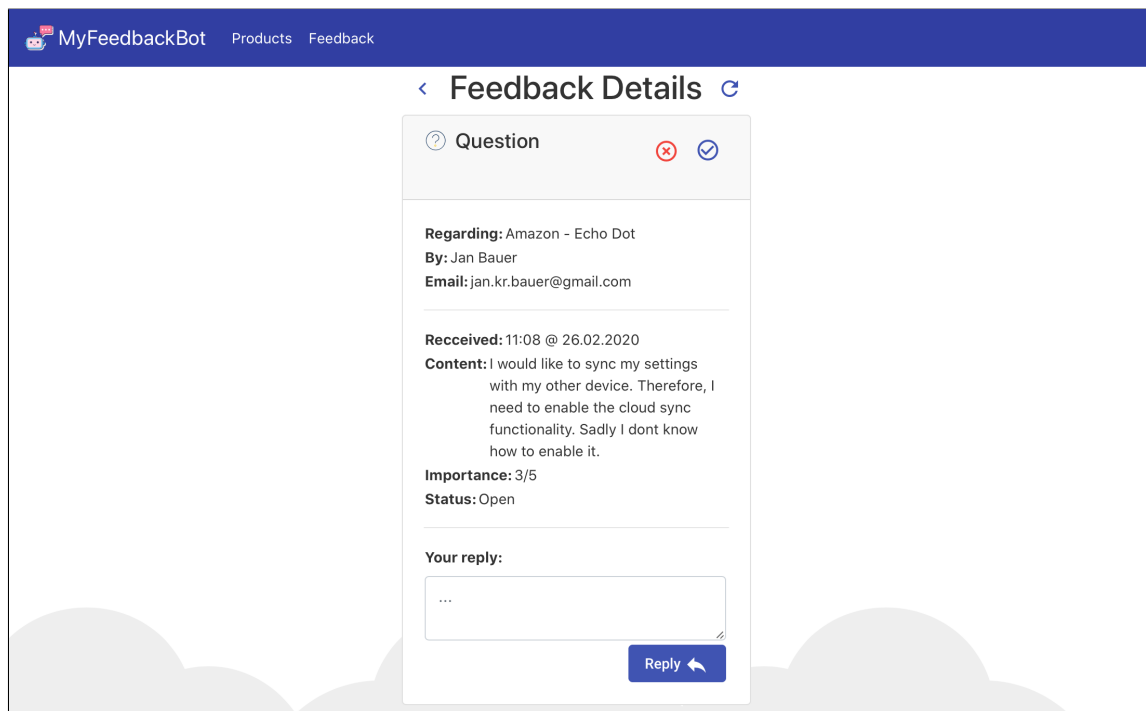 MyFeedbackBot Products Feedback
Feedback Details
Question
Regarding: Amazon - Echo Dot
By: Jan Bauer
Email: jan.kr.bauer@gmail.com
Recceived: 11:08 @ 26.02.2020
Content: I would like to sync my settings
with my other device. Therefore, I
need to enable the cloud sync
functionality. Sadly I dont know
how to enable it.
Importance: 3/5
Status: Open
Your reply:
...
Reply